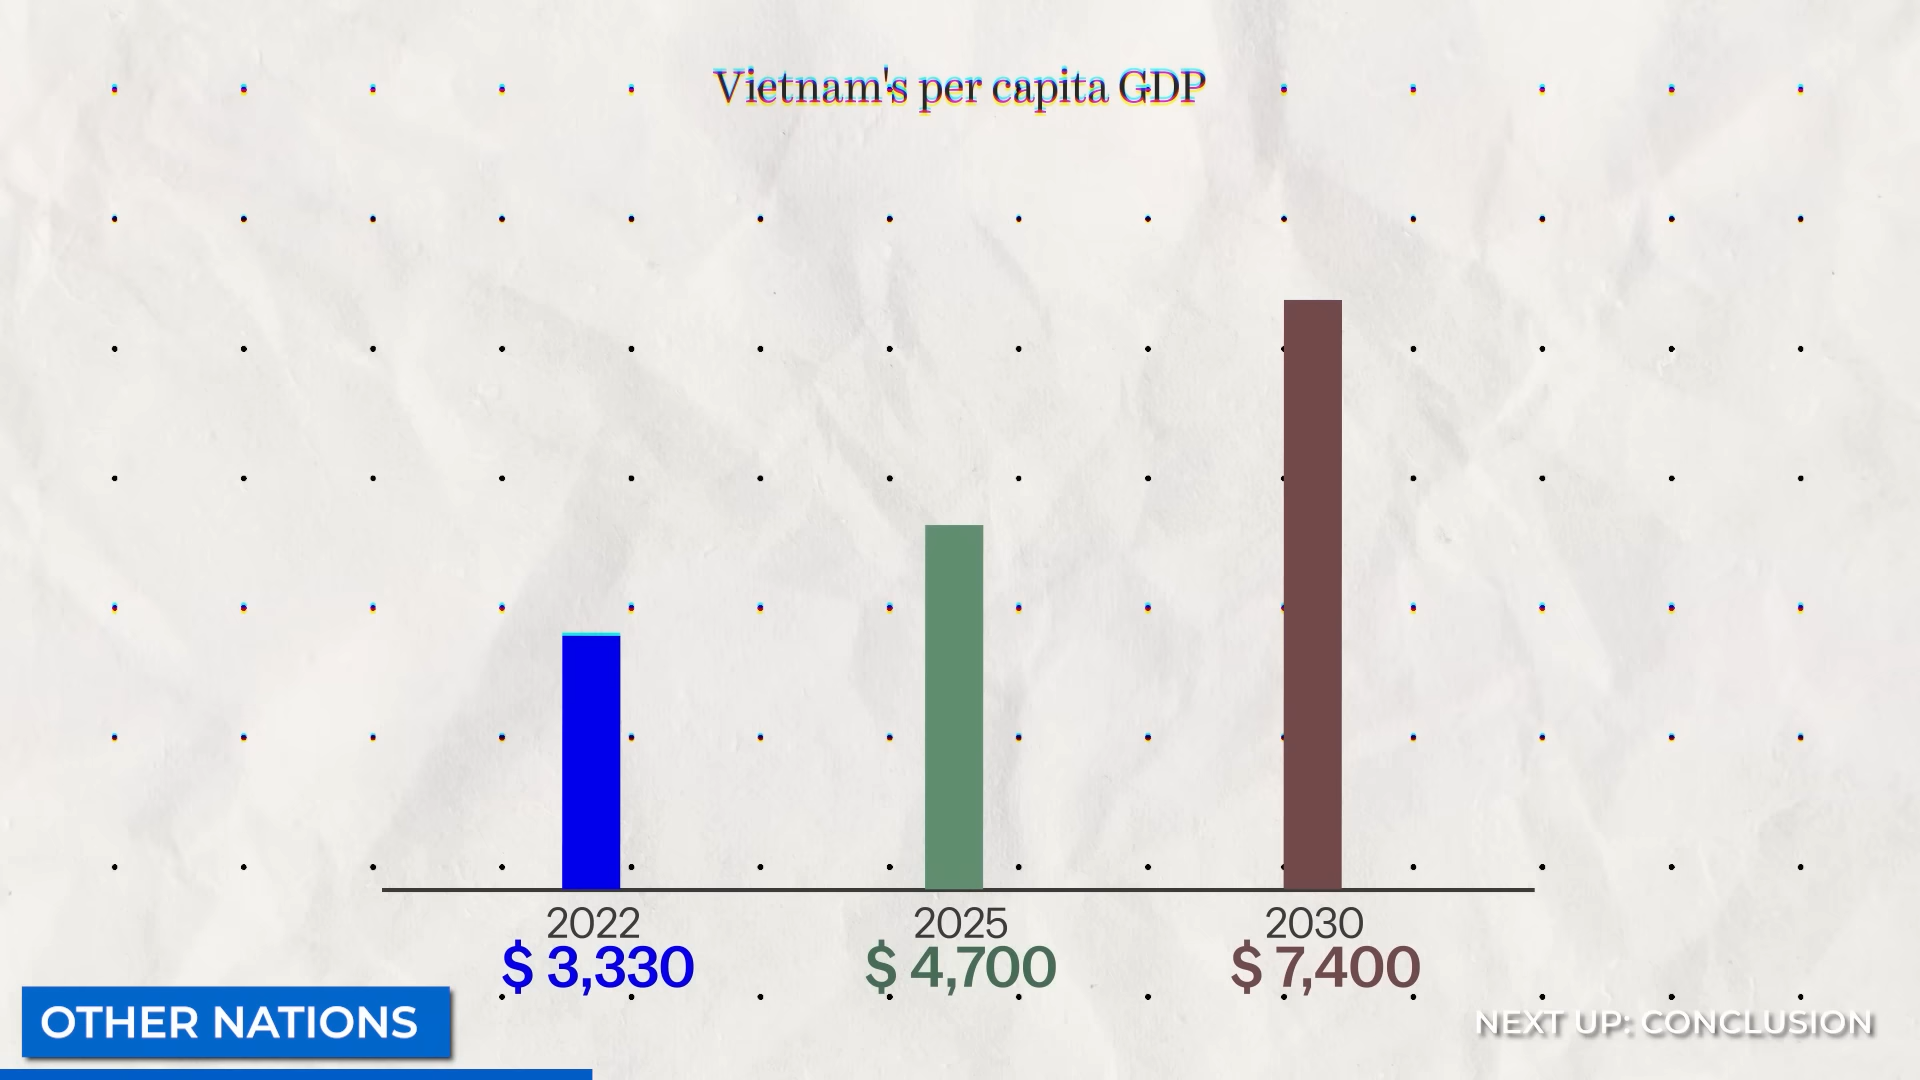 Vietnam's per capita GDP
2022 2025 2030
$ 3,330 $ 4,700 $ 7,400
OTHER NATIONS
NEXT UP: CONCLUSION